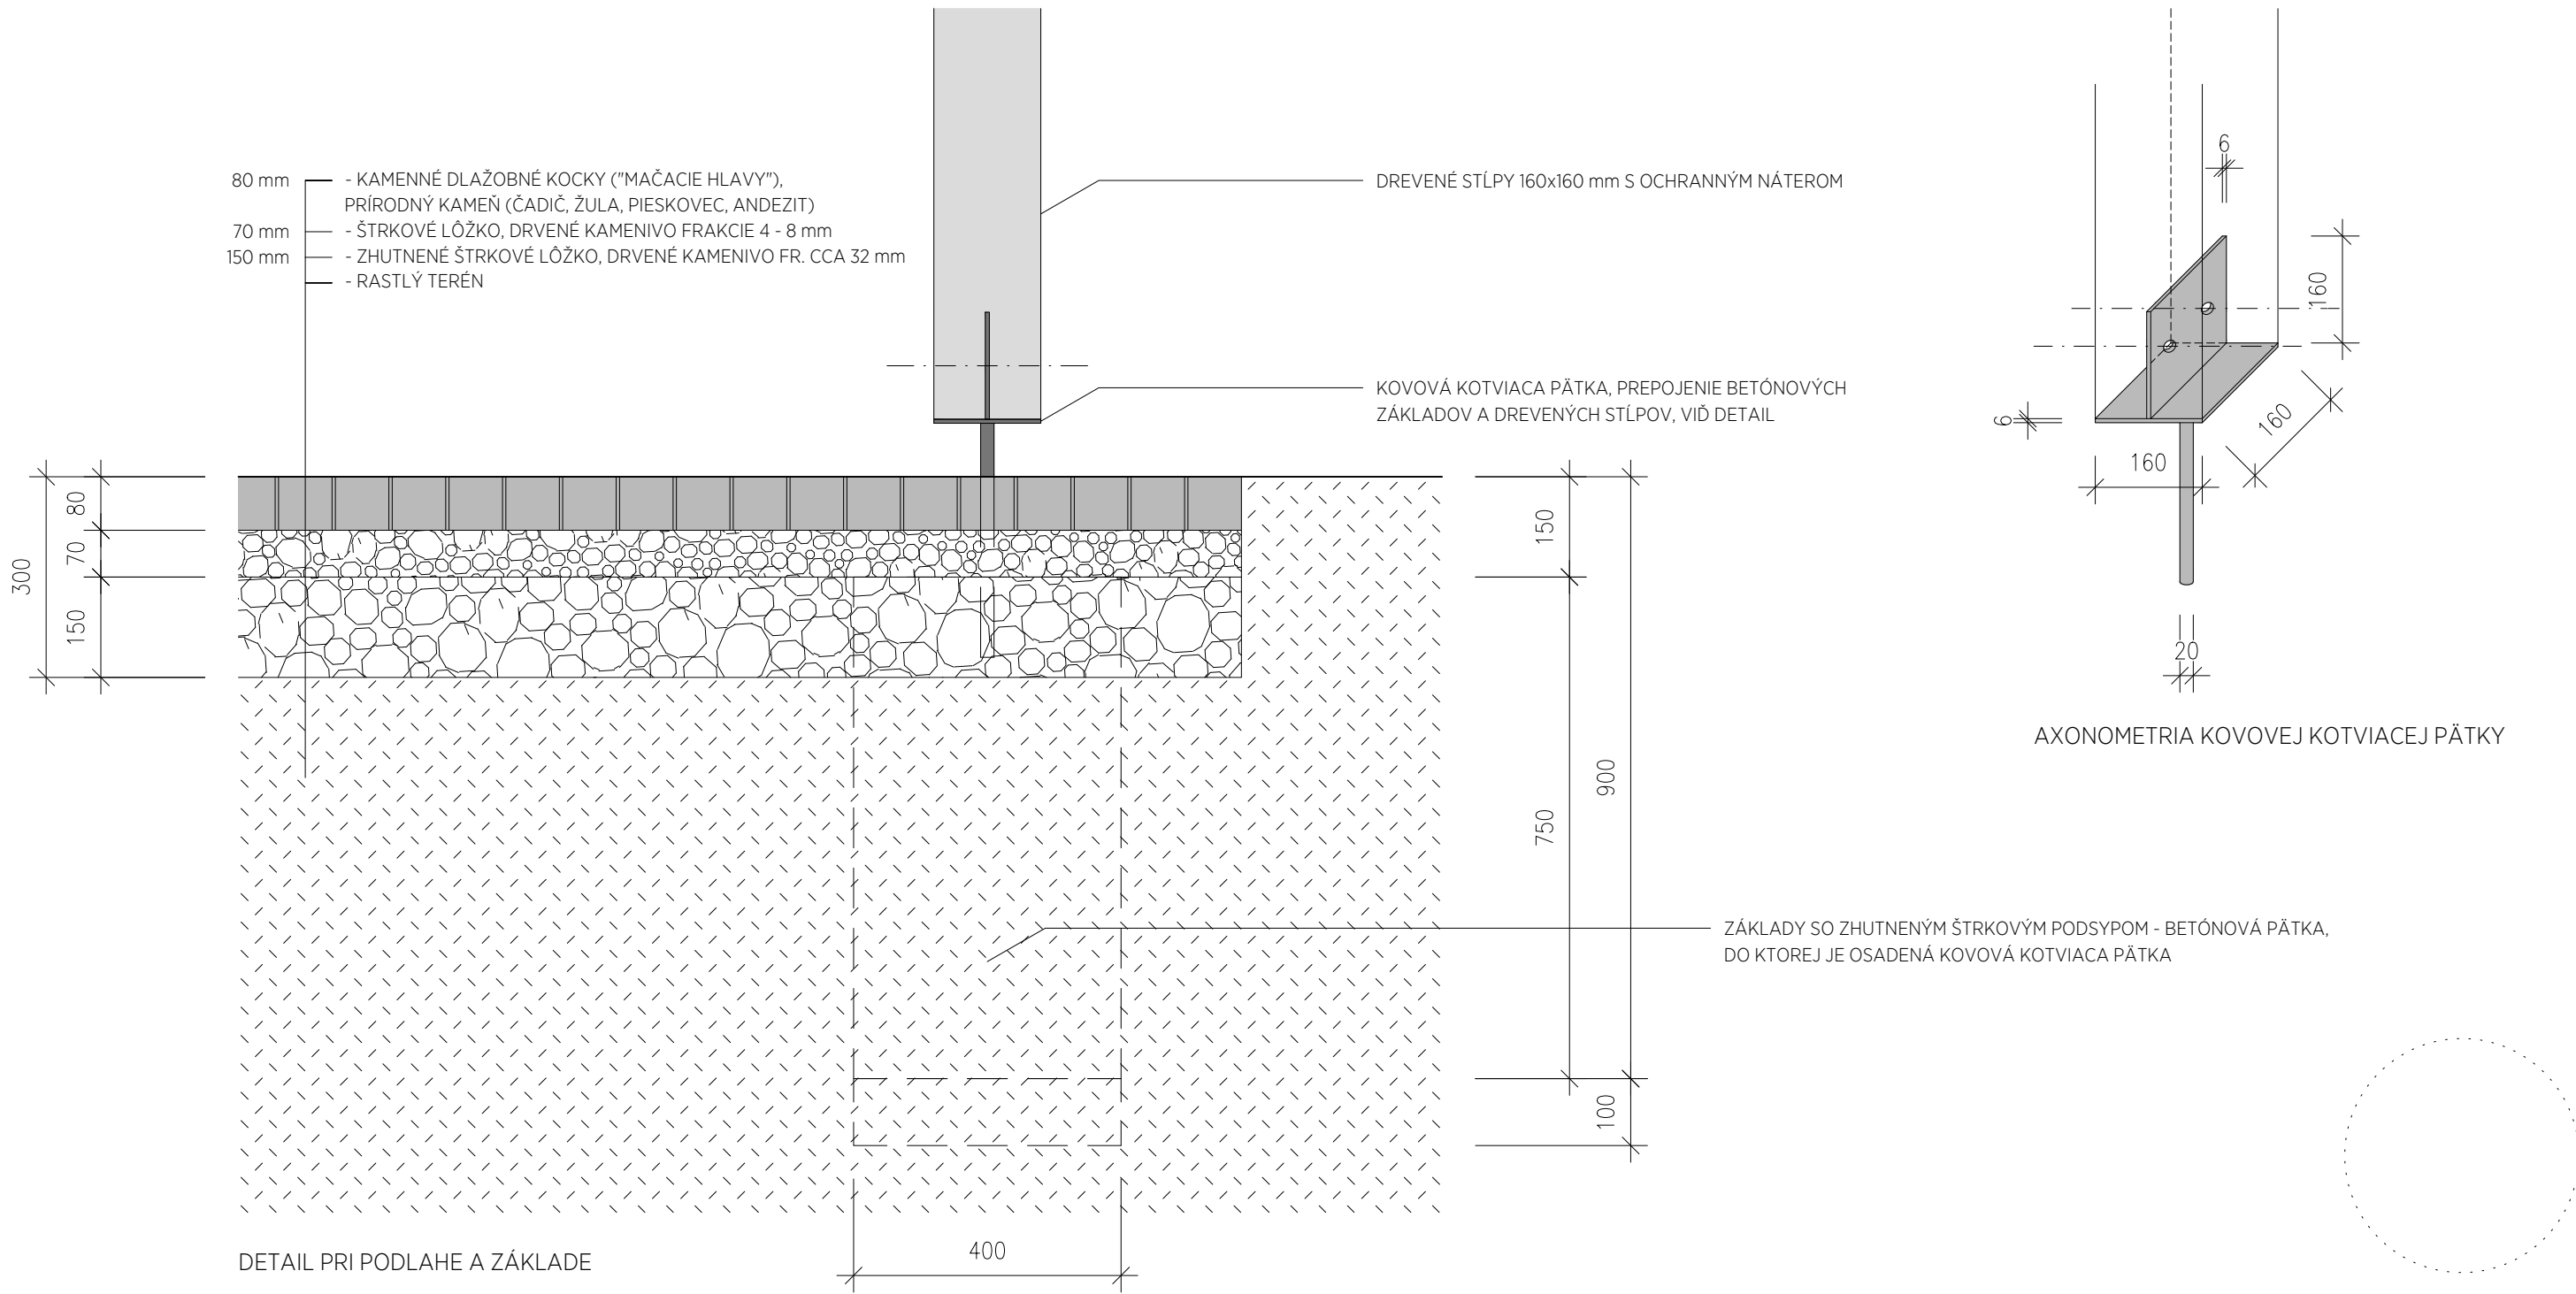 80 mm - KAMENNÉ DLAŽOBNÉ KOCKY ("MAČACIE HLAVY"),
PRÍRODNÝ KAMEŇ (ČADIČ, ŽULA, PIESKOVEC, ANDEZIT)
70 mm - ŠTRKOVÉ LÔŽKO, DRVENÉ KAMENIVO FRAKCIE 4 - 8 mm
150 mm - ZHUTNENÉ ŠTRKOVÉ LÔŽKO, DRVENÉ KAMENIVO FR. CCA 32 mm
- RASTLÝ TERÉN
DREVENÉ STĹPY 160x160 mm S OCHRANNÝM NÁTEROM
KOVOVÁ KOTVIACA PÄTKA, PREPOJENIE BETÓNOVÝCH
ZÁKLADOV A DREVENÝCH STĹPOV, VIĎ DETAIL
6
160
6
160
160
20
AXONOMETRIA KOVOVEJ KOTVIACEJ PÄTKY
300
80
70
150
150
750
900
100
ZÁKLADY SO ZHUTNENÝM ŠTRKOVÝM PODSYPOM - BETÓNOVÁ PÄTKA,
DO KTOREJ JE OSADENÁ KOVOVÁ KOTVIACA PÄTKA
400
DETAIL PRI PODLAHE A ZÁKLADE